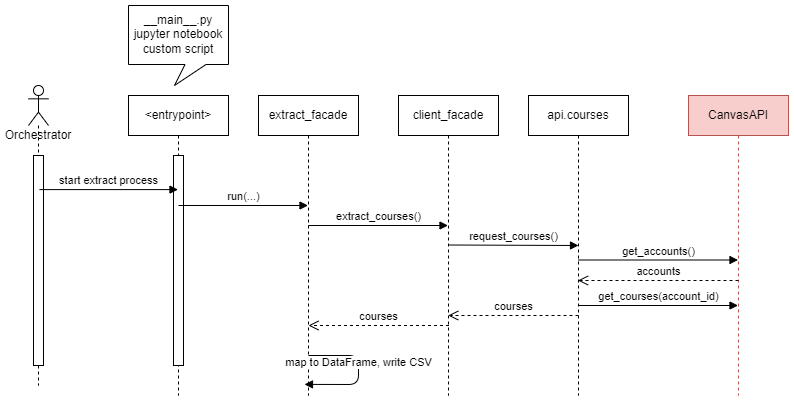 __main__.py
jupyter notebook
custom script
Orchestrator
<entrypoint>
extract_facade
client_facade
api.courses
CanvasAPI
start extract process
run(...)
extract_courses()
request_courses()
get_accounts()
accounts
get_courses(account_id)
courses
courses
map to DataFrame, write CSV